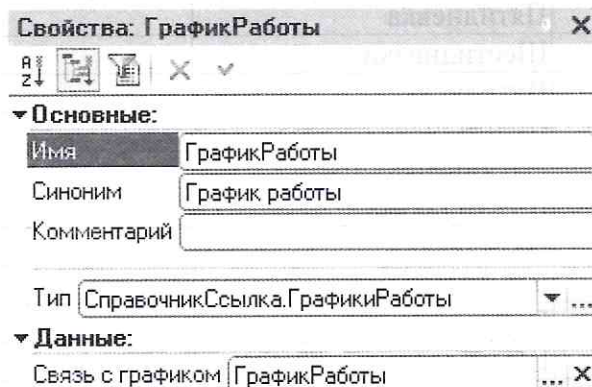 Свойства: ГрафикРаботы
Основные:
Имя ГрафикРаботы
Синоним График работы
Комментарий
Тип СправочникСсылка.ГрафикиРаботы
Данные:
Связь с графиком ГрафикРаботы